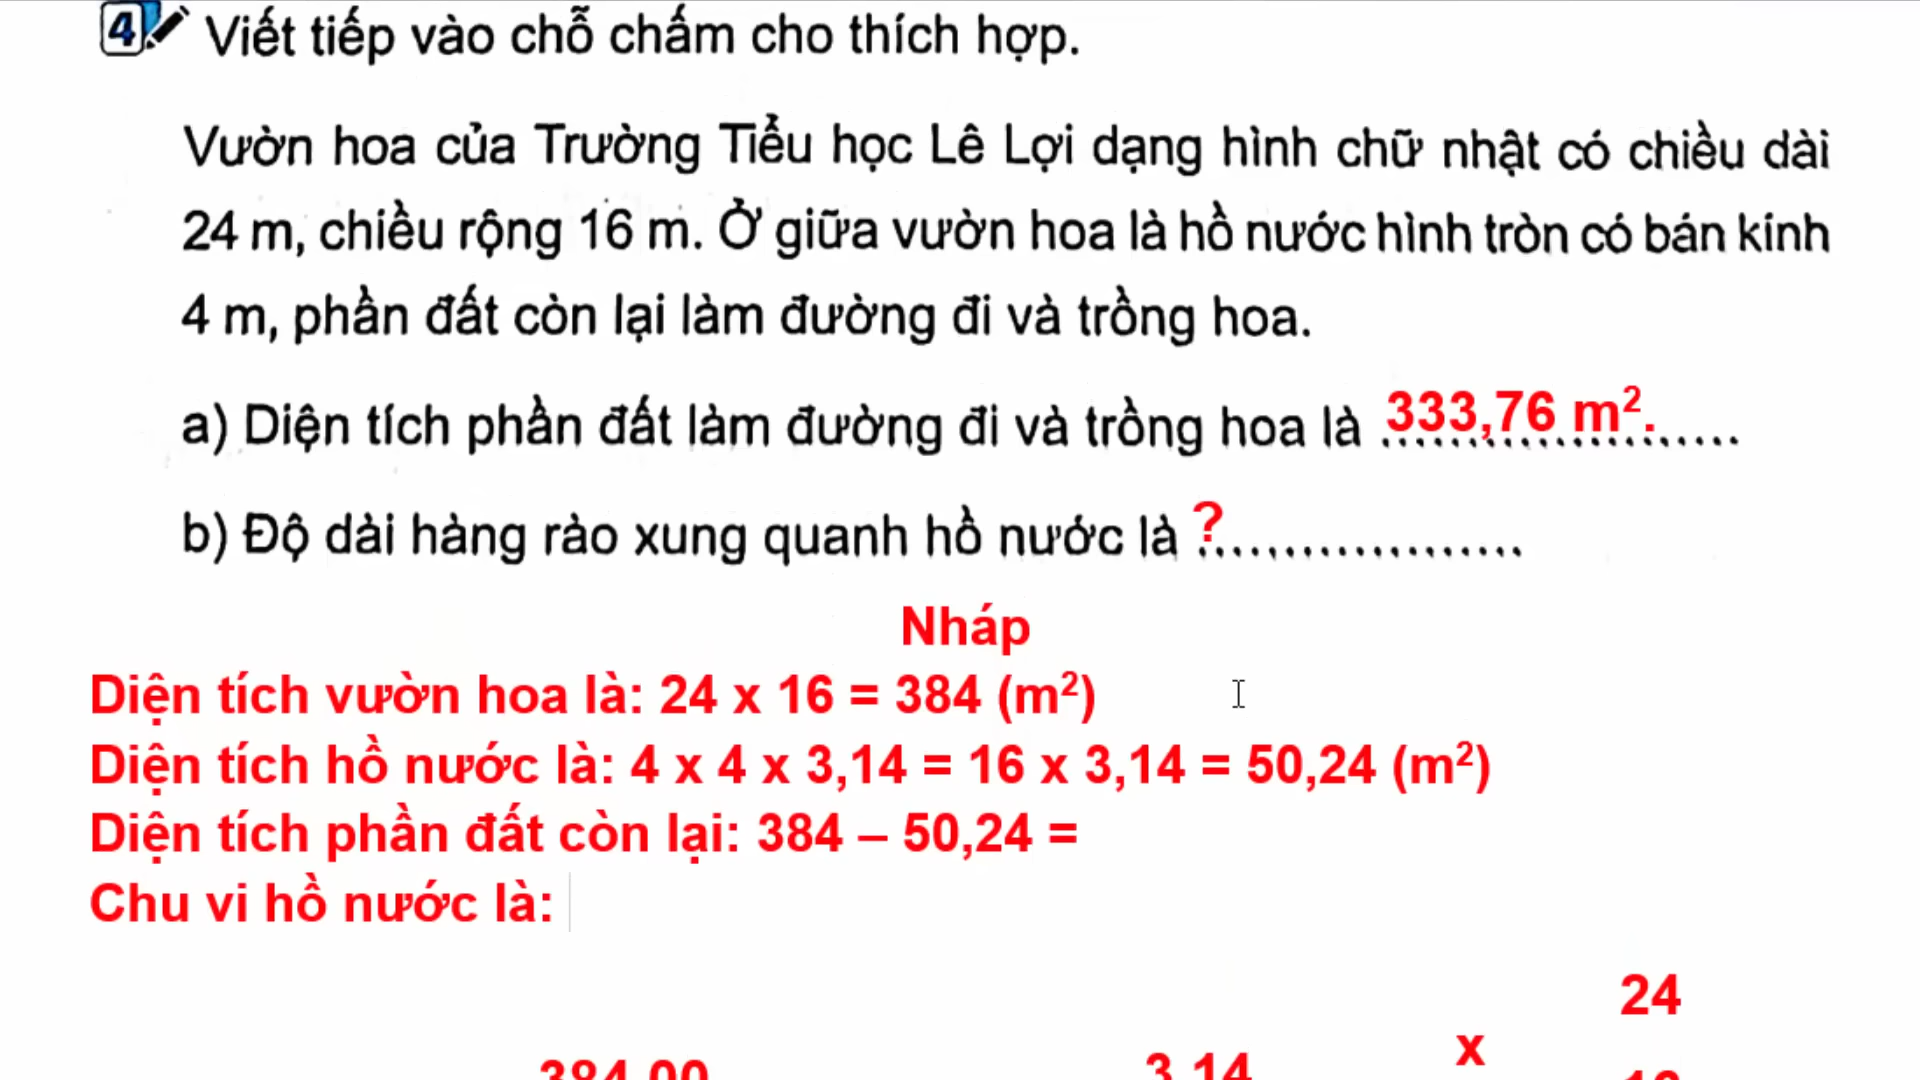 4 Viết tiếp vào chỗ chấm cho thích hợp.
Vườn hoa của Trường Tiểu học Lê Lợi dạng hình chữ nhật có chiều dài
24 m, chiều rộng 16 m. Ở giữa vườn hoa là hồ nước hình tròn có bán kính
4 m, phần đất còn lại làm đường đi và trồng hoa.
a) Diện tích phần đất làm đường đi và trồng hoa là 333,76 m².
b) Độ dài hàng rào xung quanh hồ nước là ?....................
Nháp
Diện tích vườn hoa là: 24 x 16 = 384 (m²)
Diện tích hồ nước là: 4 x 4 x 3,14 = 16 x 3,14 = 50,24 (m²)
Diện tích phần đất còn lại: 384 – 50,24 =
Chu vi hồ nước là:
24
x
384,00 3,14 16